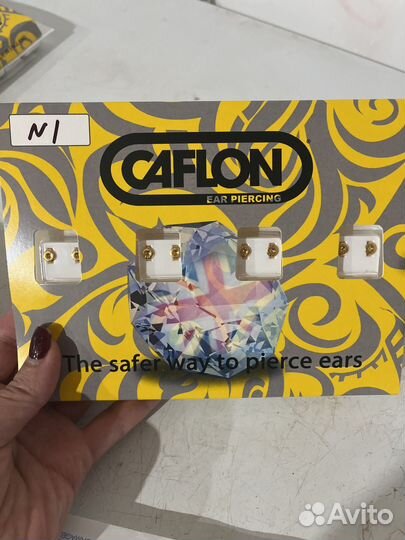 N1
CAFLON
EAR PIERCING
The safer way to pierce ears
Avito